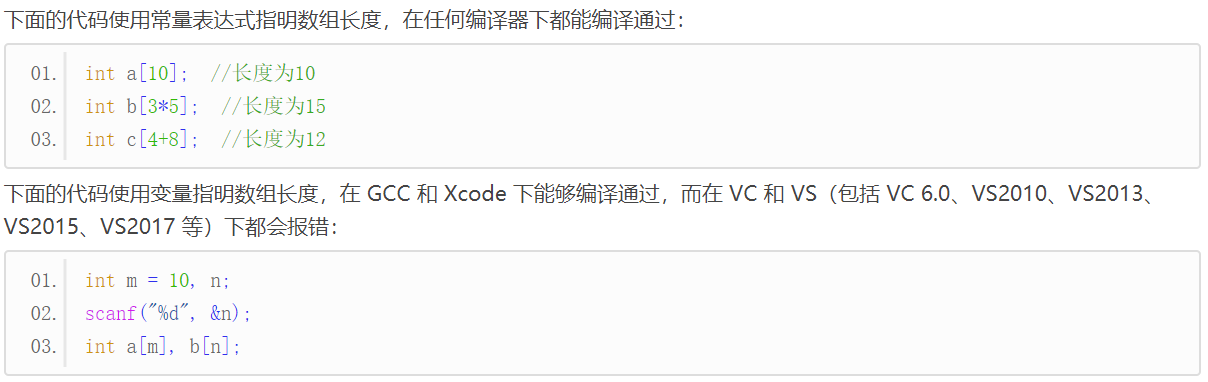 下面的代码使用常量表达式指明数组长度，在任何编译器下都能编译通过：
01. int a[10];  //长度为10
02. int b[3*5];  //长度为15
03. int c[4+8];  //长度为12
下面的代码使用变量指明数组长度，在 GCC 和 Xcode 下能够编译通过，而在 VC 和 VS（包括 VC 6.0、VS2010、VS2013、
VS2015、VS2017 等）下都会报错：
01. int m = 10, n;
02. scanf("%d", &n);
03. int a[m], b[n];